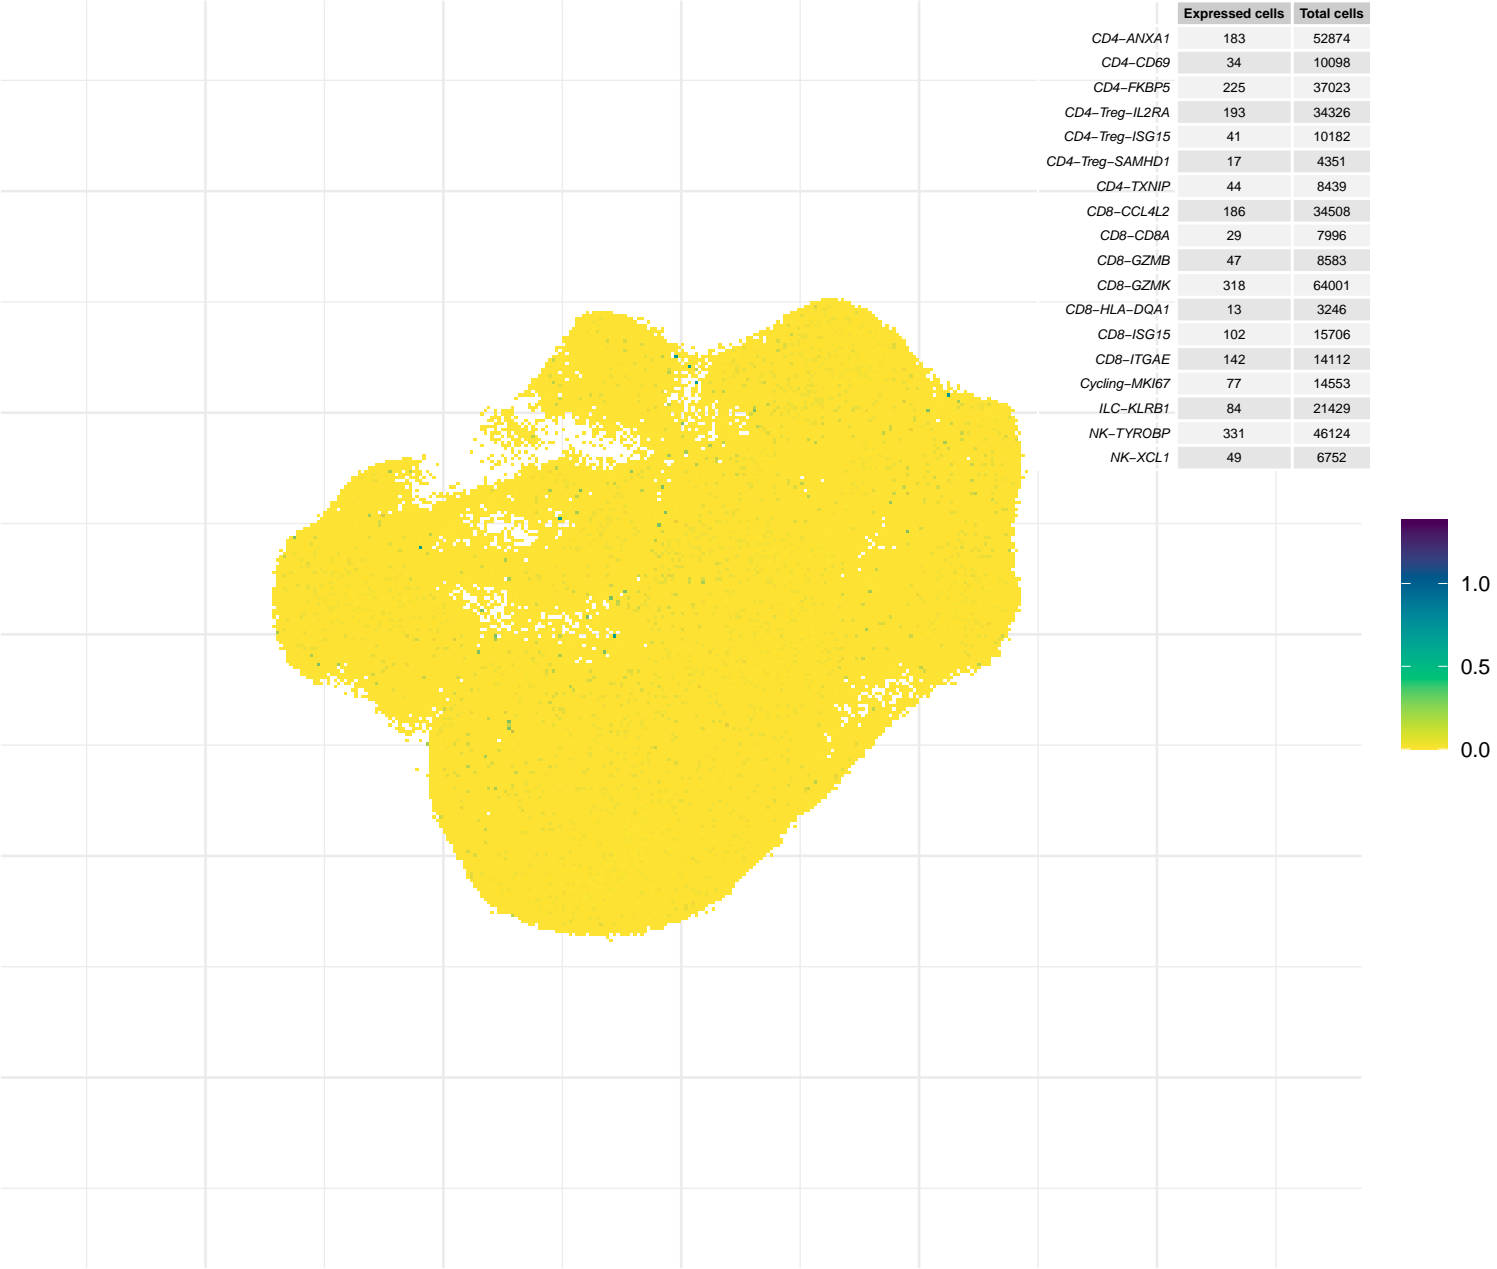 Expressed cells Total cells
CD4−ANXA1 183 52874
CD4−CD69 34 10098
CD4−FKBP5 225 37023
CD4−Treg−IL2RA 193 34326
CD4−Treg−ISG15 41 10182
CD4−Treg−SAMHD1 17 4351
CD4−TXNIP 44 8439
CD8−CCL4L2 186 34508
CD8−CD8A 29 7996
CD8−GZMB 47 8583
CD8−GZMK 318 64001
CD8−HLA−DQA1 13 3246
CD8−ISG15 102 15706
CD8−ITGAE 142 14112
Cycling−MKI67 77 14553
ILC−KLRB1 84 21429
NK−TYROBP 331 46124
NK−XCL1 49 6752
1.0
0.5
0.0